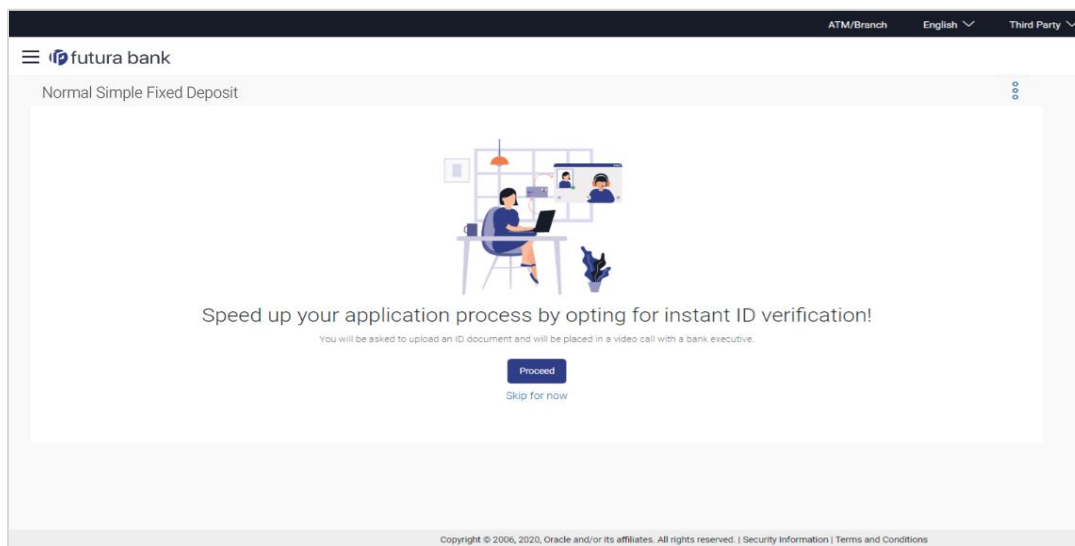 ATM/Branch English Third Party
futura bank
Normal Simple Fixed Deposit
Speed up your application process by opting for instant ID verification!
You will be asked to upload an ID document and will be placed in a video call with a bank executive.
Proceed
Skip for now
Copyright © 2006, 2020, Oracle and/or its affiliates. All rights reserved. | Security Information | Terms and Conditions